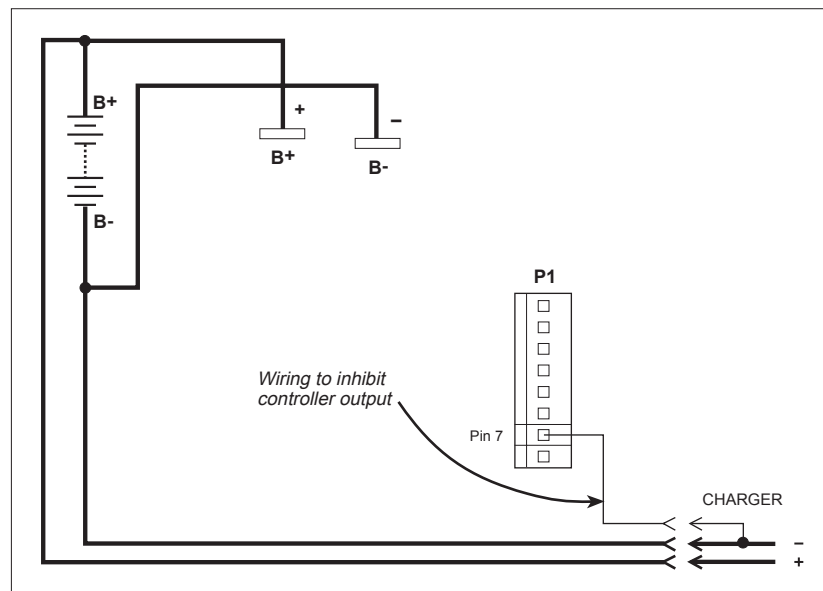 B+
+
B+
−
B-
B-
P1
Wiring to inhibit
controller output
Pin 7
CHARGER
−
+